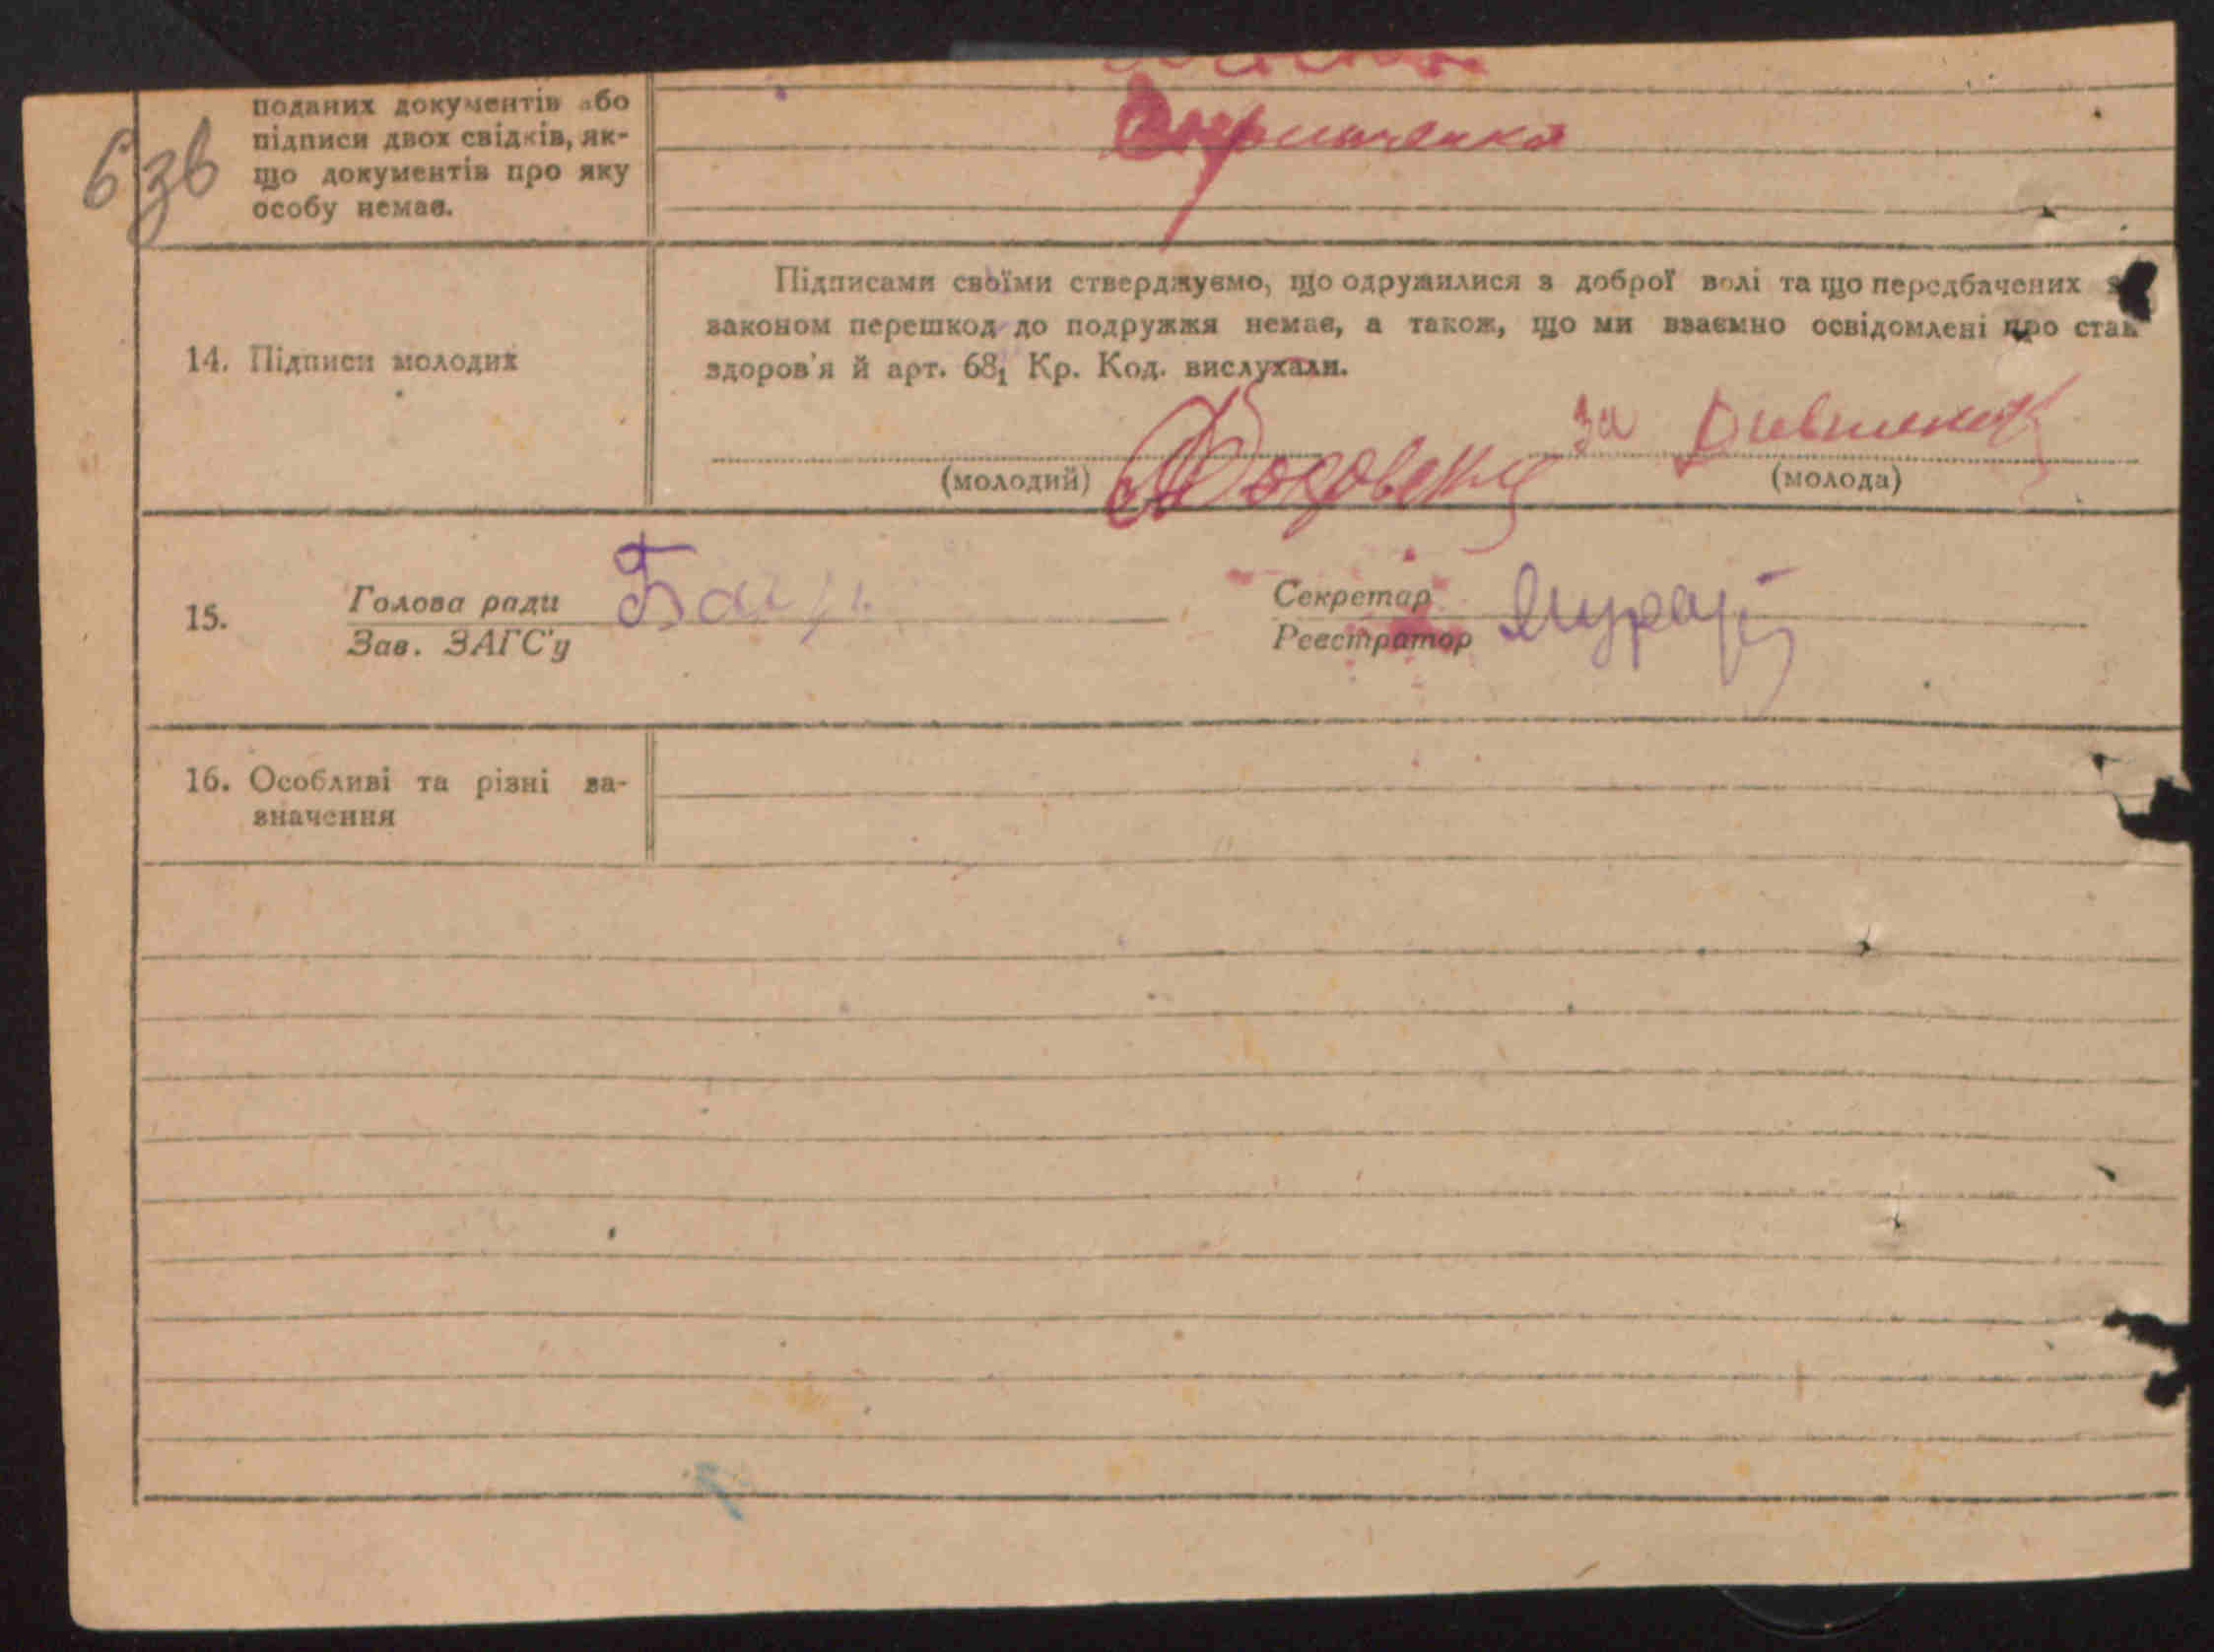 поданих документів або
підписи двох свідків, як-
що документів про яку
особу немає.
6зв
14. Підписи молодих
Підписами своїми стверджуємо, що одружилися з доброї волі та що передбачених з
законом перешкод до подружжя немає, а також, що ми взаємно освідомлені про стан
здоров'я й арт. 68₁ Кр. Код. вислухали.
за
(молодий)
(молода)
15.
Голова ради
Зав. ЗАГС'у
Секретар
Реєстратор
16. Особливі та різні за-
значення